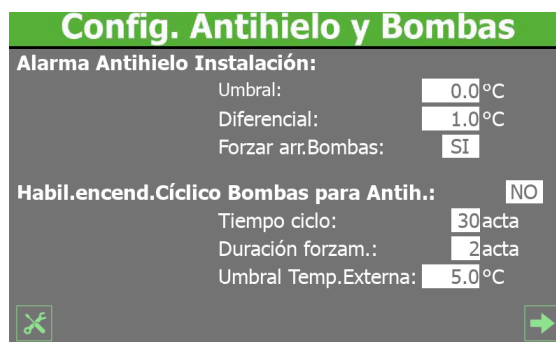 Config. Antihielo y Bombas
Alarma Antihielo Instalación:
Umbral: 0.0 °C
Diferencial: 1.0 °C
Forzar arr.Bombas: SI
Habil.encend.Cíclico Bombas para Antih.: NO
Tiempo ciclo: 30 acta
Duración forzam.: 2 acta
Umbral Temp.Externa: 5.0 °C